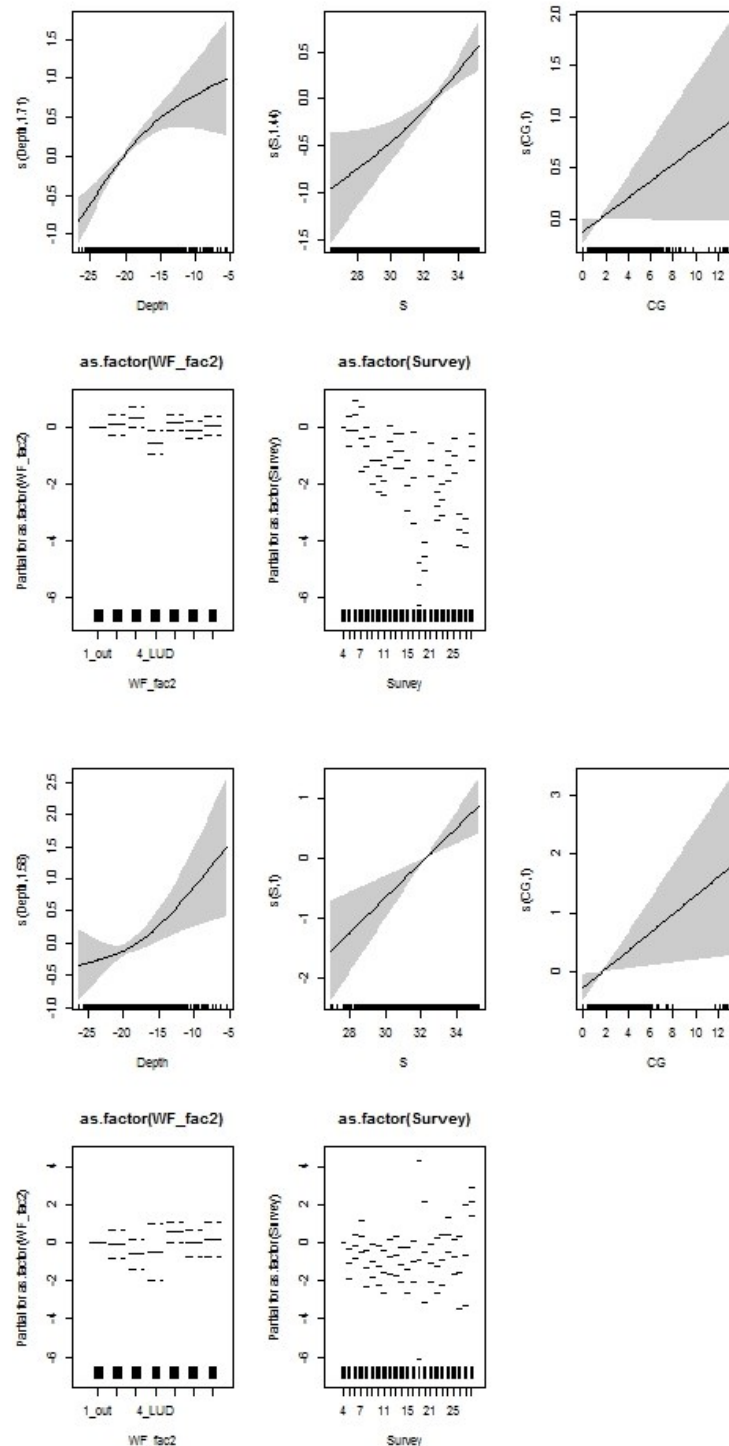 s(Depth,1.71)
-1.0 -0.5 0.0 0.5 1.0 1.5
-25 -20 -15 -10 -5
Depth
s(S,1.44)
-1.5 -1.0 -0.5 0.0 0.5
28 30 32 34
S
s(CG,1)
0.0 0.5 1.0 1.5 2.0
0 2 4 6 8 12
CG
as.factor(WF_fac2)
Partial for as.factor(WF_fac2)
-6 -4 -2 0
1_out 4_LUD
WF_fac2
as.factor(Survey)
Partial for as.factor(Survey)
-6 -4 -2 0
4 7 11 15 21 25
Survey
s(Depth,1.58)
-1.0 -0.5 0.0 0.5 1.0 1.5 2.0 2.5
-25 -20 -15 -10 -5
Depth
s(S,1)
-2 -1 0 1
28 30 32 34
S
s(CG,1)
0 1 2 3
0 2 4 6 8 12
CG
as.factor(WF_fac2)
Partial for as.factor(WF_fac2)
-6 -4 -2 0 2 4
1_out 4_LUD
WF_fac2
as.factor(Survey)
Partial for as.factor(Survey)
-6 -4 -2 0 2 4
4 7 11 15 21 25
Survey